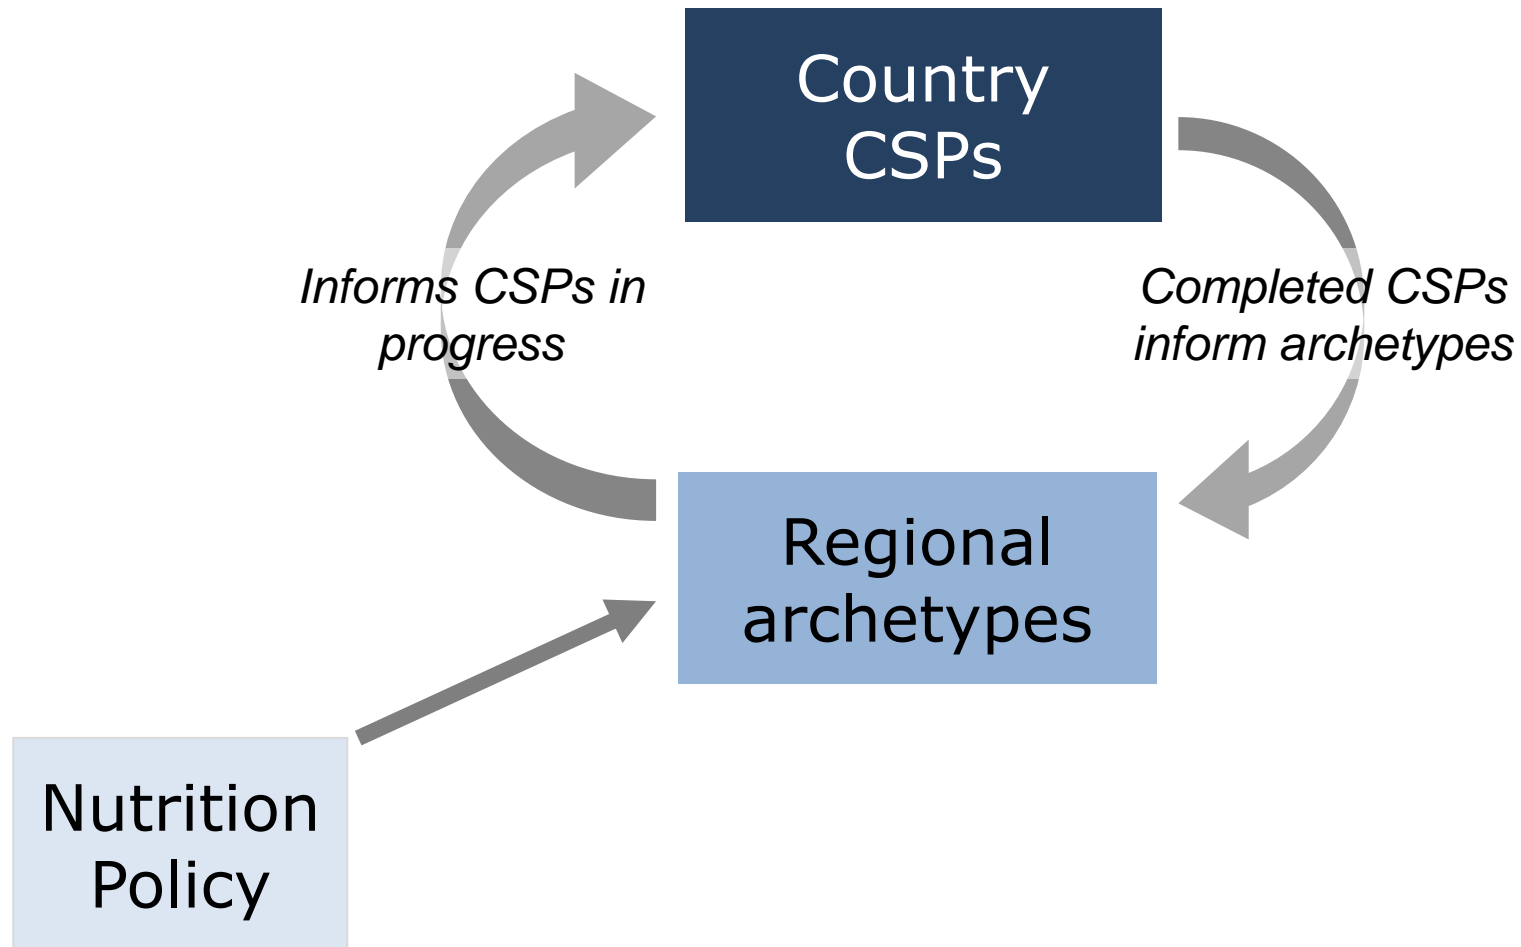 Country
CSPs
Informs CSPs in
progress
Completed CSPs
inform archetypes
Regional
archetypes
Nutrition
Policy